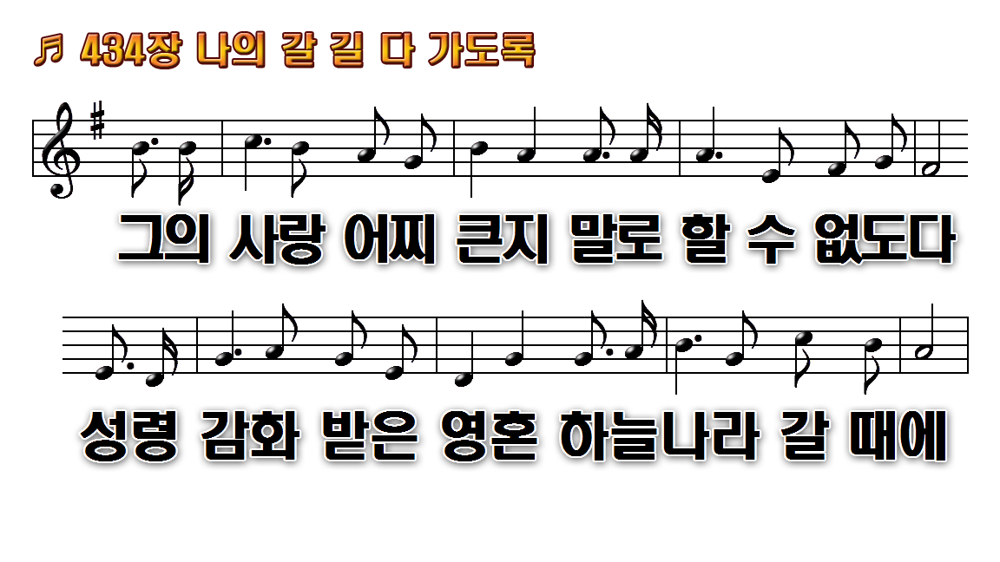 ♬ 434장 나의 갈 길 다 가도록
그의 사랑 어찌 큰지 말로 할 수 없도다
성령 감화 받은 영혼 하늘나라 갈 때에